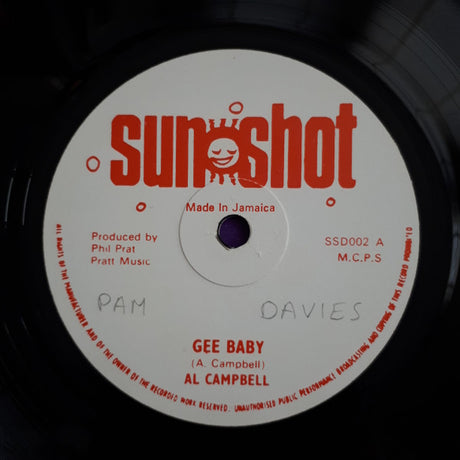 sun shot
Made In Jamaica
Produced by
Phil Prat
Pratt Music
SSD002 A
M.C.P.S
PAM DAVIES
GEE BABY
(A. Campbell)
AL CAMPBELL
ALL RIGHTS OF THE MANUFACTURER AND OF THE OWNER OF THE RECORDED WORK RESERVED. UNAUTHORISED PUBLIC PERFORMANCE BROADCASTING AND COPYING OF THIS RECORD PROHIBITED